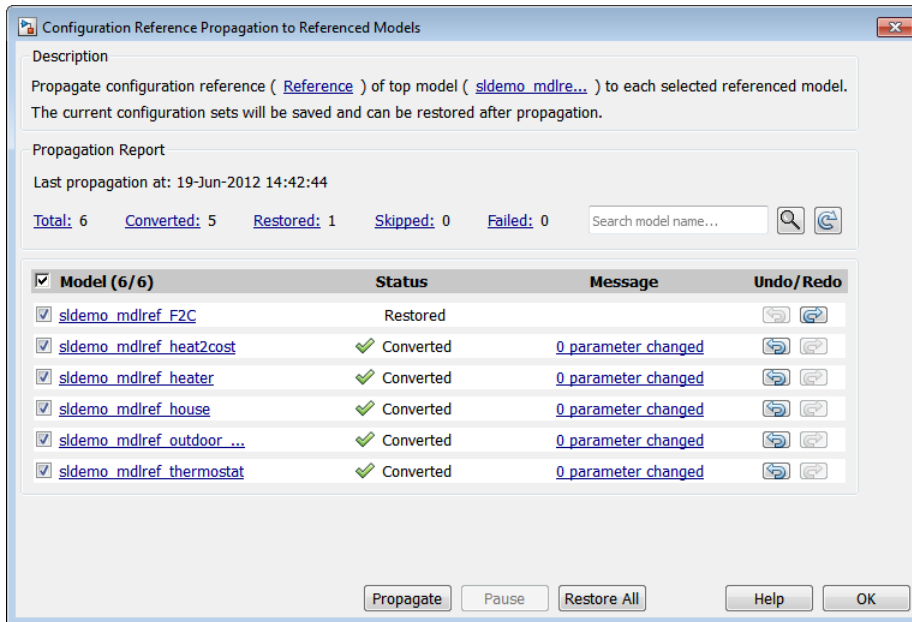 Configuration Reference Propagation to Referenced Models
Description
Propagate configuration reference ( Reference ) of top model ( sldemo_mdlre... ) to each selected referenced model.
The current configuration sets will be saved and can be restored after propagation.
Propagation Report
Last propagation at: 19-Jun-2012 14:42:44
Total: 6 Converted: 5 Restored: 1 Skipped: 0 Failed: 0 Search model name...
Model (6/6) Status Message Undo/Redo
sldemo_mdlref_F2C Restored
sldemo_mdlref_heat2cost Converted 0 parameter changed
sldemo_mdlref_heater Converted 0 parameter changed
sldemo_mdlref_house Converted 0 parameter changed
sldemo_mdlref_outdoor_... Converted 0 parameter changed
sldemo_mdlref_thermostat Converted 0 parameter changed
Propagate Pause Restore All Help OK